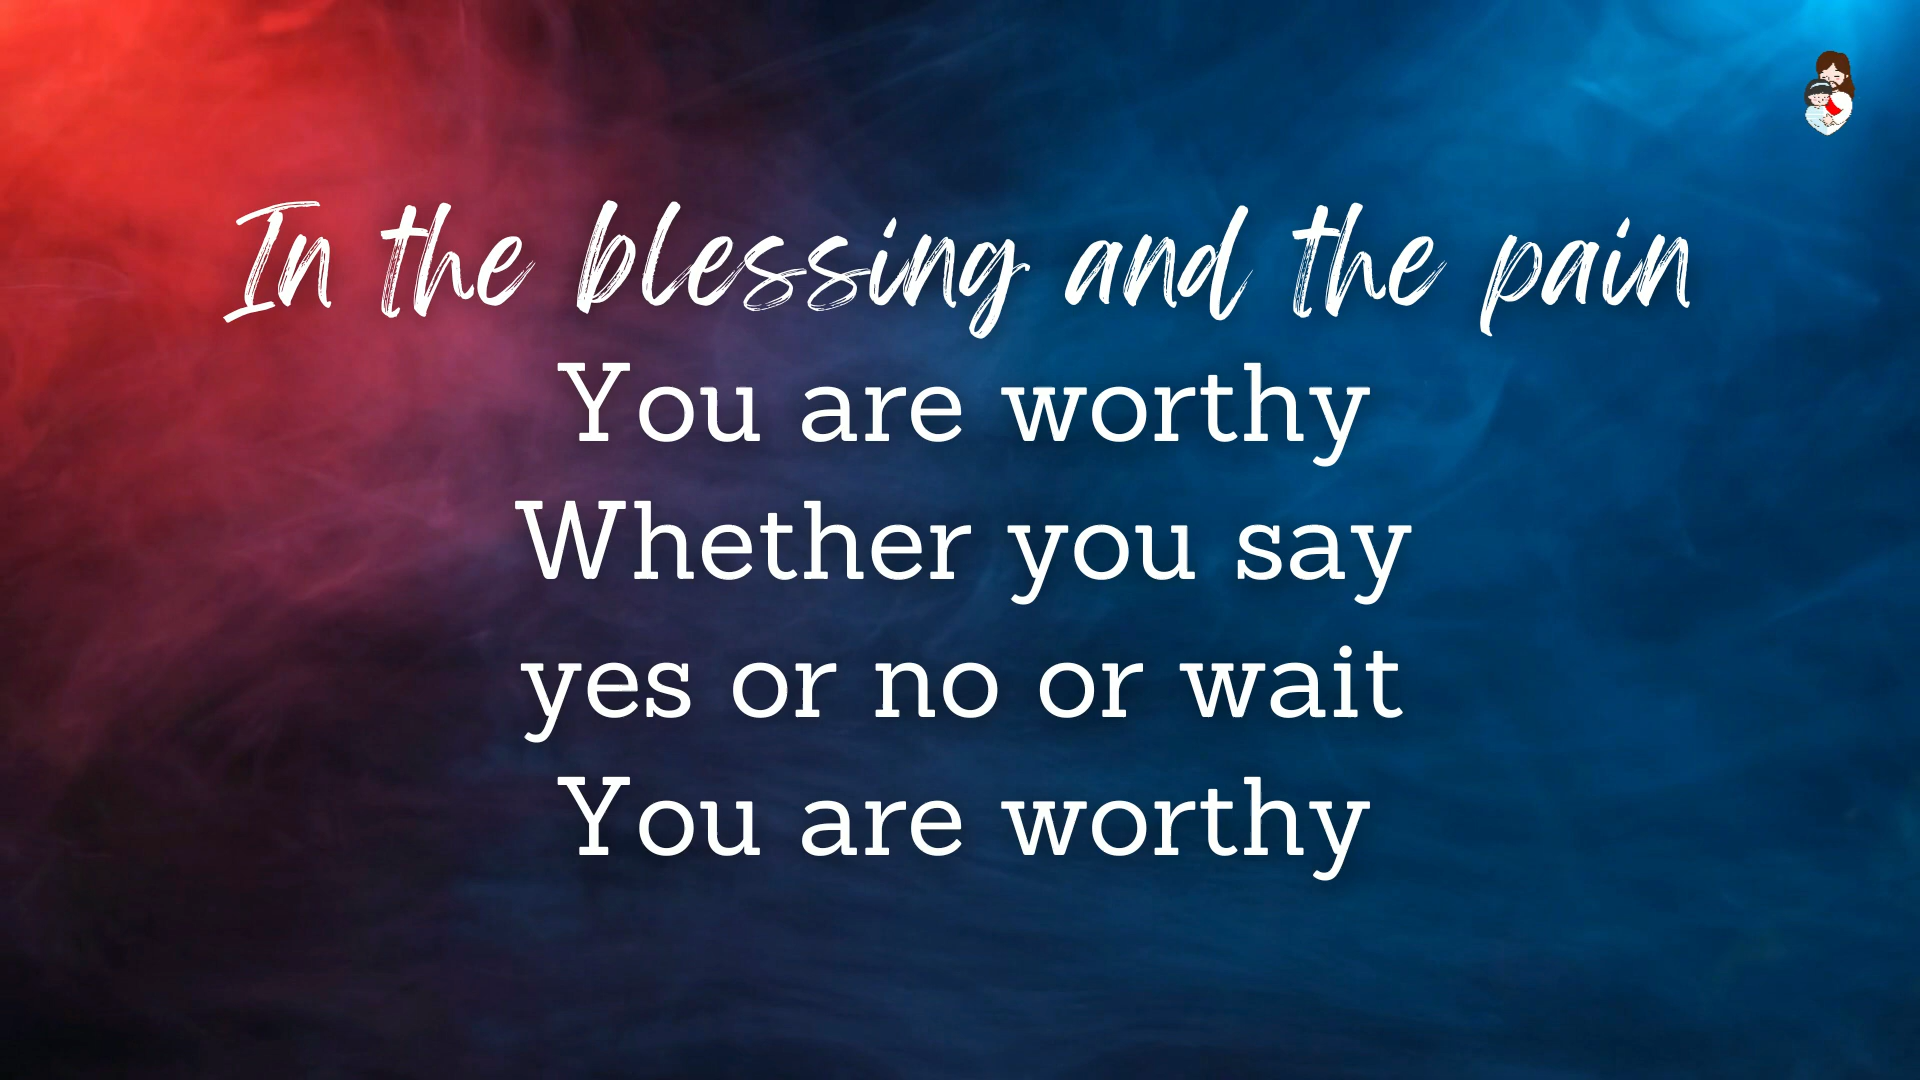 In the blessing and the pain
You are worthy
Whether you say
yes or no or wait
You are worthy